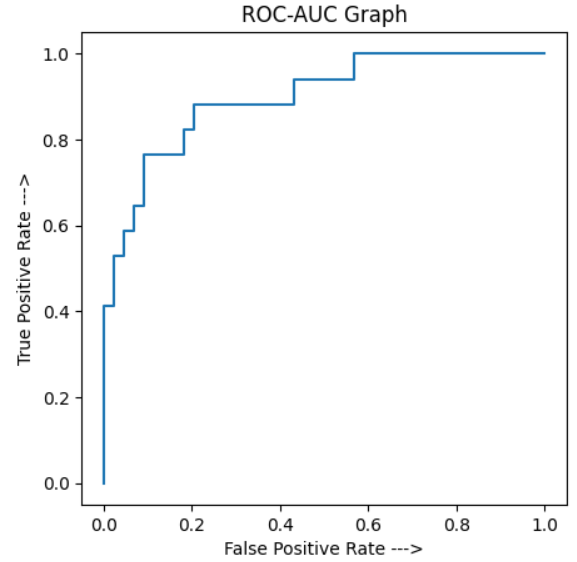 ROC-AUC Graph
1.0
0.8
0.6
0.4
0.2
0.0
True Positive Rate --->
0.0 0.2 0.4 0.6 0.8 1.0
False Positive Rate --->